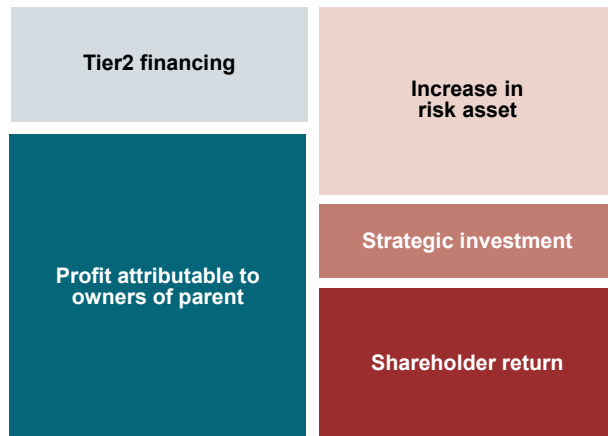 Tier2 financing
Profit attributable to
owners of parent
Increase in
risk asset
Strategic investment
Shareholder return